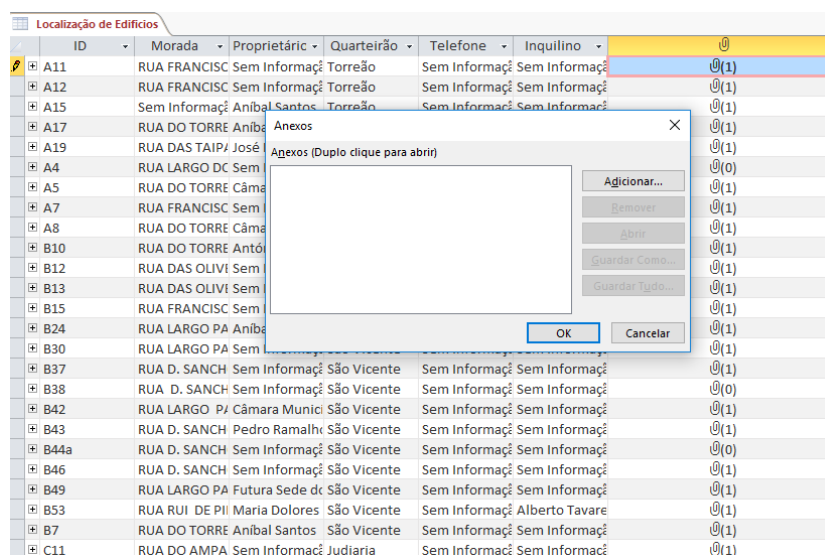 Localização de Edifícios
ID Morada Proprietáric Quarteirão Telefone Inquilino
A11 RUA FRANCISC Sem Informaçã Torreão Sem Informaçã Sem Informaçã (1)
A12 RUA FRANCISC Sem Informaçã Torreão Sem Informaçã Sem Informaçã (1)
A15 Sem Informaçã Aníbal Santos Torreão Sem Informaçã Sem Informaçã (1)
A17 RUA DO TORRE Aníba (1)
A19 RUA DAS TAIPA José (1)
A4 RUA LARGO DO Sem (0)
A5 RUA DO TORRE Câma (1)
A7 RUA FRANCISC Sem (1)
A8 RUA DO TORRE Câma (1)
B10 RUA DO TORRE Antó (1)
B12 RUA DAS OLIVE Sem (1)
B13 RUA DAS OLIVE Sem (1)
B15 RUA FRANCISC Sem (1)
B24 RUA LARGO PA Aníba (1)
B30 RUA LARGO PA Sem (1)
B37 RUA D. SANCH Sem Informaçã São Vicente Sem Informaçã Sem Informaçã (1)
B38 RUA D. SANCH Sem Informaçã São Vicente Sem Informaçã Sem Informaçã (0)
B42 RUA LARGO PA Câmara Munici São Vicente Sem Informaçã Sem Informaçã (1)
B43 RUA D. SANCH Pedro Ramalho São Vicente Sem Informaçã Sem Informaçã (1)
B44a RUA D. SANCH Sem Informaçã São Vicente Sem Informaçã Sem Informaçã (0)
B46 RUA D. SANCH Sem Informaçã São Vicente Sem Informaçã Sem Informaçã (1)
B49 RUA LARGO PA Futura Sede do São Vicente Sem Informaçã Sem Informaçã (1)
B53 RUA RUI DE PII Maria Dolores São Vicente Sem Informaçã Alberto Tavare (1)
B7 RUA DO TORRE Aníbal Santos São Vicente Sem Informaçã Sem Informaçã (1)
C11 RUA DO AMPA Sem Informaçã Judiaria Sem Informaçã Sem Informaçã (1)
Anexos
Anexos (Duplo clique para abrir)
Adicionar...
Remover
Abrir
Guardar Como...
Guardar Tudo...
OK Cancelar